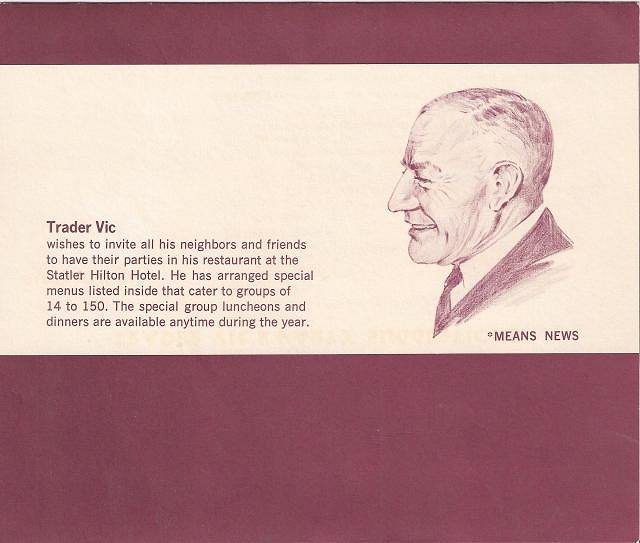 Trader Vic
wishes to invite all his neighbors and friends
to have their parties in his restaurant at the
Statler Hilton Hotel. He has arranged special
menus listed inside that cater to groups of
14 to 150. The special group luncheons and
dinners are available anytime during the year.
*MEANS NEWS